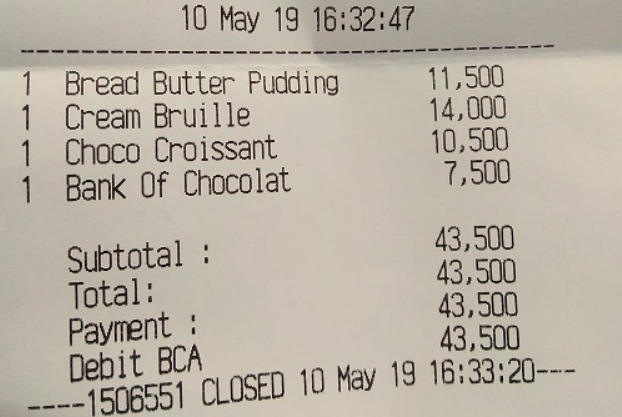 10 May 19 16:32:47
--------------------------------------------
1 Bread Butter Pudding 11,500
1 Cream Bruille 14,000
1 Choco Croissant 10,500
1 Bank Of Chocolat 7,500
Subtotal : 43,500
Total: 43,500
Payment : 43,500
Debit BCA 43,500
----1506551 CLOSED 10 May 19 16:33:20---